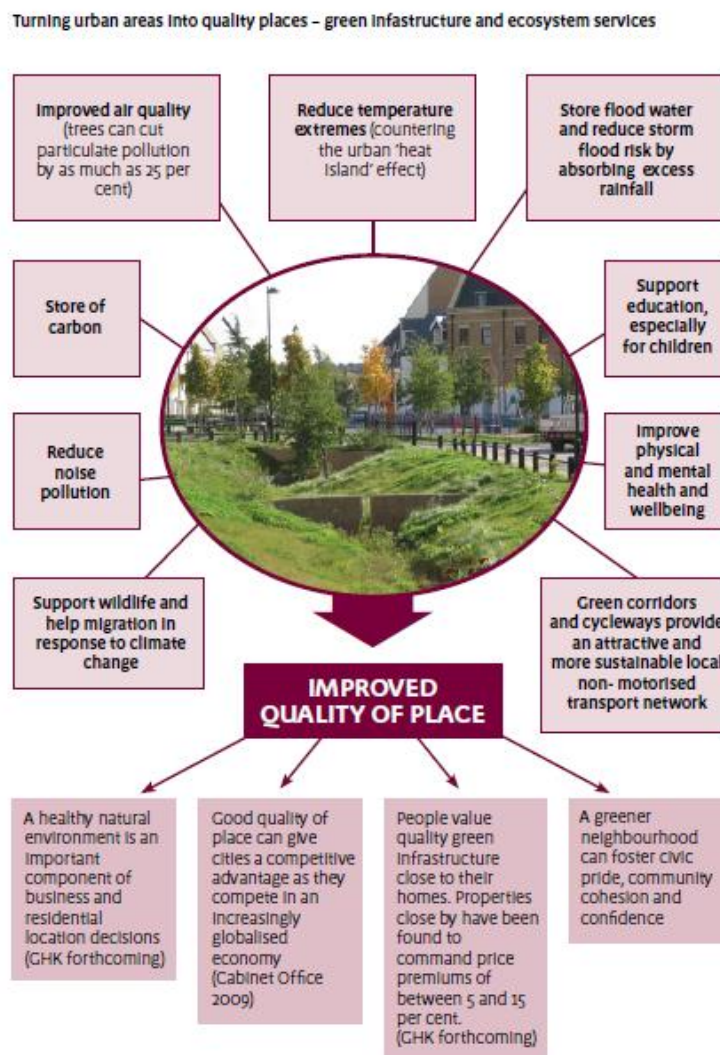 Turning urban areas into quality places – green infastructure and ecosystem services
Improved air quality
(trees can cut
particulate pollution
by as much as 25 per
cent)
Reduce temperature
extremes (countering
the urban 'heat
island' effect)
Store flood water
and reduce storm
flood risk by
absorbing excess
rainfall
Store of
carbon
Support
education,
especially
for children
Reduce
noise
pollution
Improve
physical
and mental
health and
wellbeing
Support wildlife and
help migration in
response to climate
change
Green corridors
and cycleways provide
an attractive and
more sustainable local
non- motorised
transport network
IMPROVED
QUALITY OF PLACE
A healthy natural
environment is an
important
component of
business and
residential
location decisions
(GHK forthcoming)
Good quality of
place can give
cities a competitive
advantage as they
compete in an
increasingly
globalised
economy
(Cabinet Office
2009)
People value
quality green
infrastructure
close to their
homes. Properties
close by have been
found to
command price
premiums of
between 5 and 15
per cent.
(GHK forthcoming)
A greener
neighbourhood
can foster civic
pride, community
cohesion and
confidence